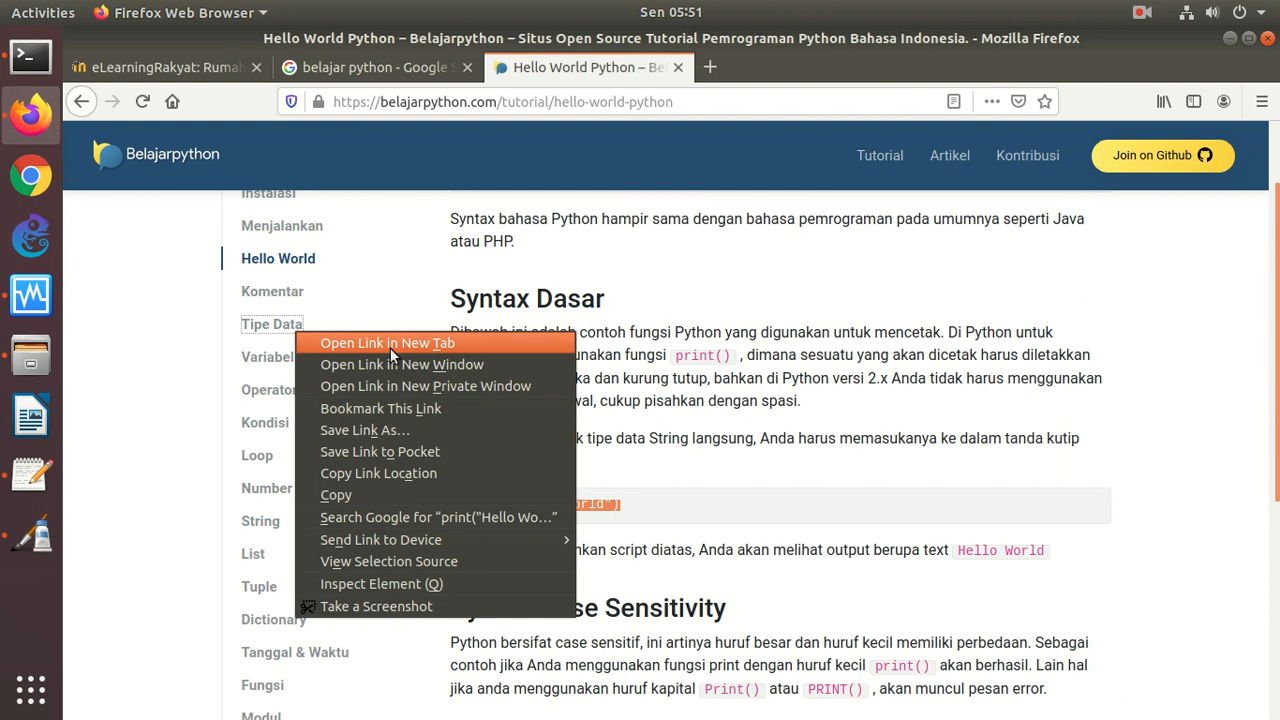 Activities
Firefox Web Browser
Sen 05:51
Hello World Python – Belajarpython – Situs Open Source Tutorial Pemrograman Python Bahasa Indonesia. - Mozilla Firefox
eLearningRakyat: Rumah
belajar python - Google S
Hello World Python – Bel
https://belajarpython.com/tutorial/hello-world-python
Belajarpython
Tutorial
Artikel
Kontribusi
Join on Github
Instalasi
Menjalankan
Hello World
Komentar
Tipe Data
Variabel
Operator
Kondisi
Loop
Number
String
List
Tuple
Dictionary
Tanggal & Waktu
Fungsi
Modul
Open Link in New Tab
Open Link in New Window
Open Link in New Private Window
Bookmark This Link
Save Link As…
Save Link to Pocket
Copy Link Location
Copy
Search Google for “print("Hello Wo…”
Send Link to Device
View Selection Source
Inspect Element (Q)
Take a Screenshot
Syntax bahasa Python hampir sama dengan bahasa pemrograman pada umumnya seperti Java
atau PHP.
Syntax Dasar
Dibawah ini adalah contoh fungsi Python yang digunakan untuk mencetak. Di Python untuk
unakan fungsi print() , dimana sesuatu yang akan dicetak harus diletakkan
ka dan kurung tutup, bahkan di Python versi 2.x Anda tidak harus menggunakan
wal, cukup pisahkan dengan spasi.
k tipe data String langsung, Anda harus memasukanya ke dalam tanda kutip
orld")
nkan script diatas, Anda akan melihat output berupa text Hello World
se Sensitivity
Python bersifat case sensitif, ini artinya huruf besar dan huruf kecil memiliki perbedaan. Sebagai
contoh jika Anda menggunakan fungsi print dengan huruf kecil print() akan berhasil. Lain hal
jika anda menggunakan huruf kapital Print() atau PRINT() , akan muncul pesan error.